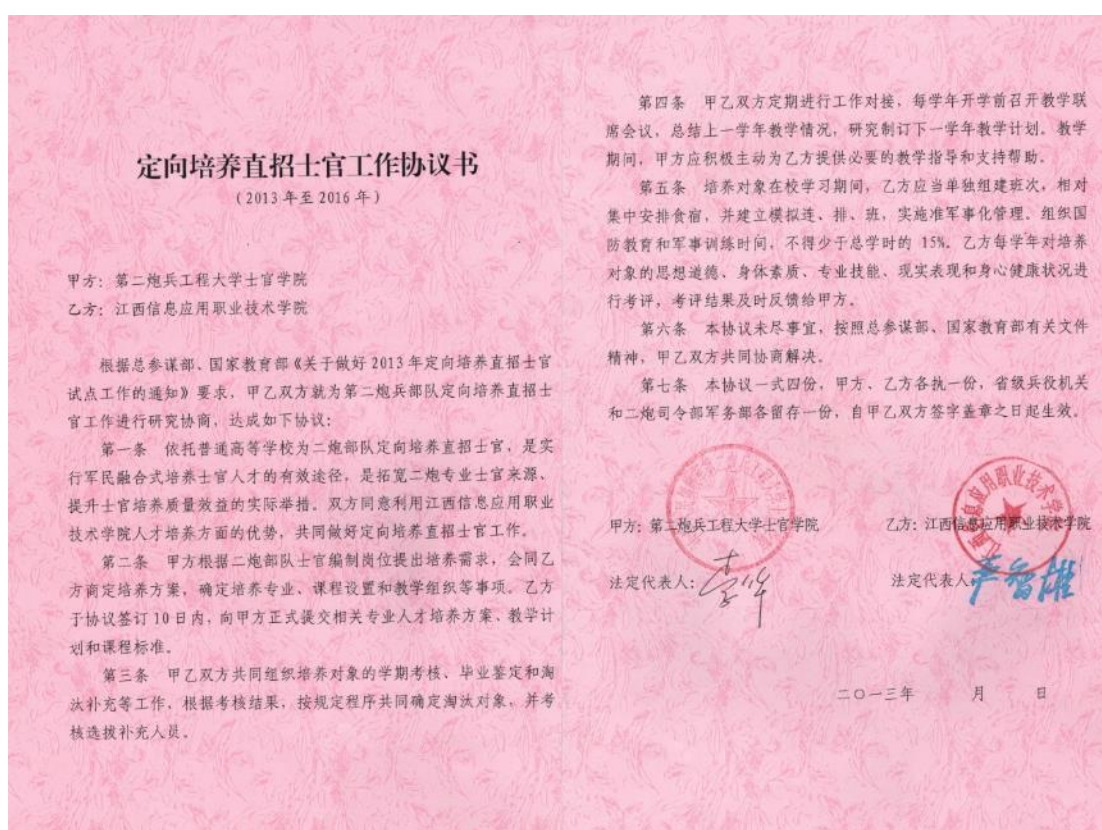 定向培养直招士官工作协议书
（2013年至2016年）
甲方：第二炮兵工程大学士官学院
乙方：江西信息应用职业技术学院
根据总参谋部、国家教育部《关于做好2013年定向培养直招士官
试点工作的通知》要求，甲乙双方就为第二炮兵部队定向培养直招士
官工作进行研究协商，达成如下协议：
第一条 依托普通高等学校为二炮部队定向培养直招士官，是实
行军民融合式培养士官人才的有效途径，是拓宽二炮专业士官来源、
提升士官培养质量效益的实际举措。双方同意利用江西信息应用职业
技术学院人才培养方面的优势，共同做好定向培养直招士官工作。
第二条 甲方根据二炮部队士官编制岗位提出培养需求，会同乙
方商定培养方案，确定培养专业、课程设置和教学组织等事项。乙方
于协议签订10日内，向甲方正式提交相关专业人才培养方案、教学计
划和课程标准。
第三条 甲乙双方共同组织培养对象的学期考核、毕业鉴定和淘
汰补充等工作。根据考核结果，按规定程序共同确定淘汰对象，并考
核选拔补充人员。
第四条 甲乙双方定期进行工作对接，每学年开学前召开教学联
席会议，总结上一学年教学情况，研究制订下一学年教学计划。教学
期间，甲方应积极主动为乙方提供必要的教学指导和支持帮助。
第五条 培养对象在校学习期间，乙方应当单独组建班次，相对
集中安排食宿，并建立模拟连、排、班，实施准军事化管理。组织国
防教育和军事训练时间，不得少于总学时的15%。乙方每学年对培养
对象的思想道德、身体素质、专业技能、现实表现和身心健康状况进
行考评，考评结果及时反馈给甲方。
第六条 本协议未尽事宜，按照总参谋部、国家教育部有关文件
精神，甲乙双方共同协商解决。
第七条 本协议一式四份，甲方、乙方各执一份，省级兵役机关
和二炮司令部军务部各留存一份，自甲乙双方签字盖章之日起生效。
甲方：第二炮兵工程大学士官学院
乙方：江西信息应用职业技术学院
江西信息应用职业技术学院
法定代表人：李华
法定代表人：严智雄
二〇一三年 月 日